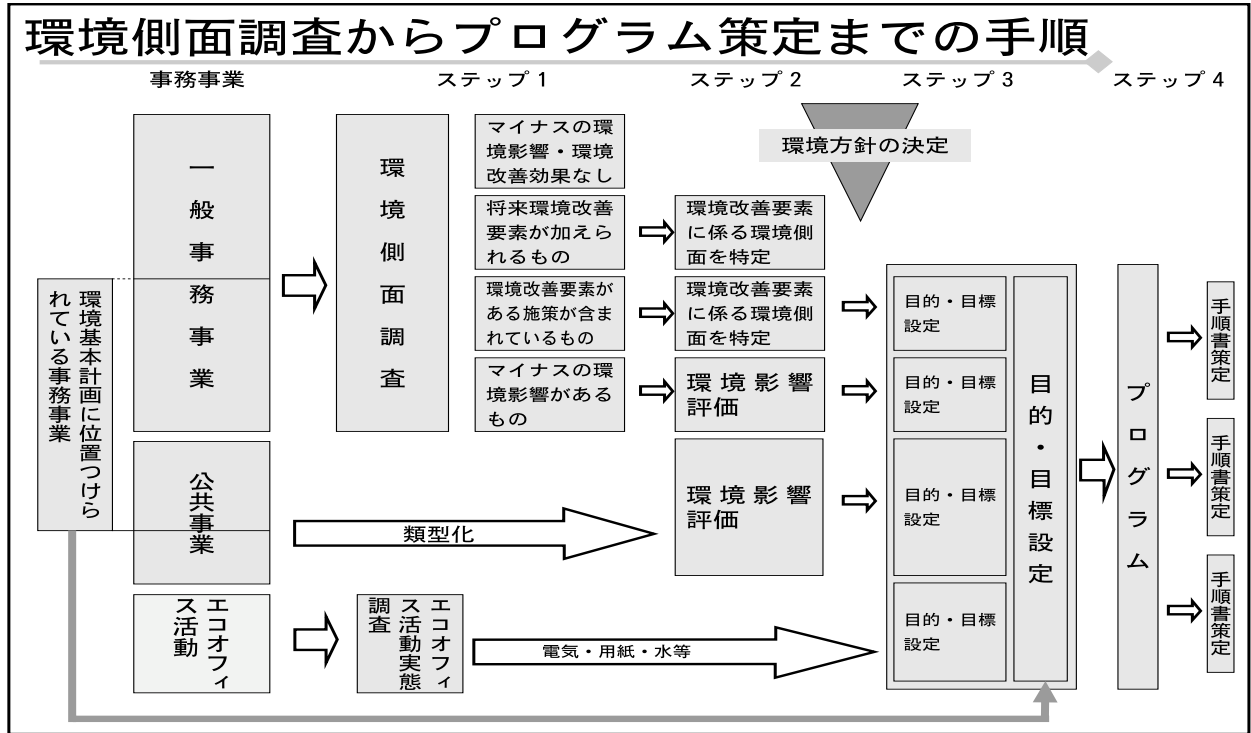 環境側面調査からプログラム策定までの手順
事務事業
ステップ1
ステップ2
ステップ3
ステップ4
環境方針の決定
一般事務事業
公共事業
エコオフィ
ス活動
環境基本計画に位置つけら
れている事務事業
環境側面調査
マイナスの環
境影響・環境
改善効果なし
将来環境改善
要素が加えら
れるもの
環境改善要素が
ある施策が含ま
れているもの
マイナスの環
境影響がある
もの
類型化
エコオフィ
ス活動実態
調査
電気・用紙・水等
環境改善要素
に係る環境側
面を特定
環境改善要素
に係る環境側
面を特定
環境影響
評価
環境影響
評価
目的・目標
設定
目的・目標
設定
目的・目標
設定
目的・目標
設定
目的・目標設定
プログラム
手順書策定
手順書策定
手順書策定